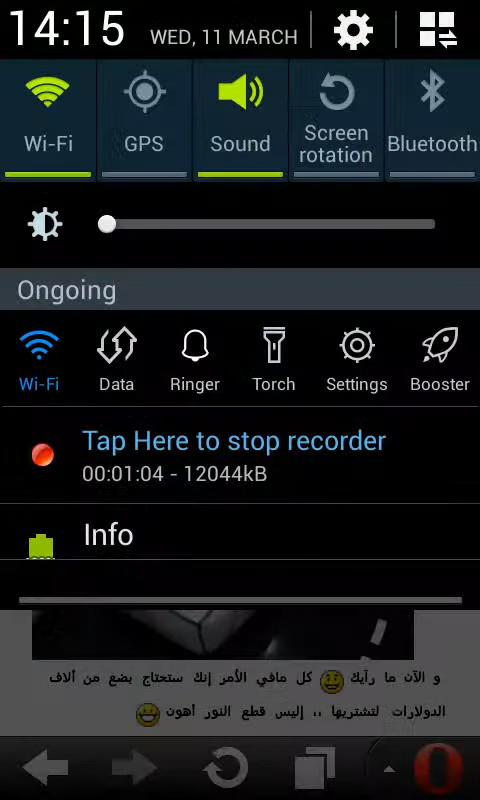 14:15 WED, 11 MARCH
Wi-Fi GPS Sound Screen rotation Bluetooth
Ongoing
Wi-Fi Data Ringer Torch Settings Booster
Tap Here to stop recorder
00:01:04 - 12044kB
Info
و الآن ما رأيك كل مافي الأمر إنك ستحتاج بضع من ألاف
الدولارات لتشتريها ،، إليس قطع النور أهون